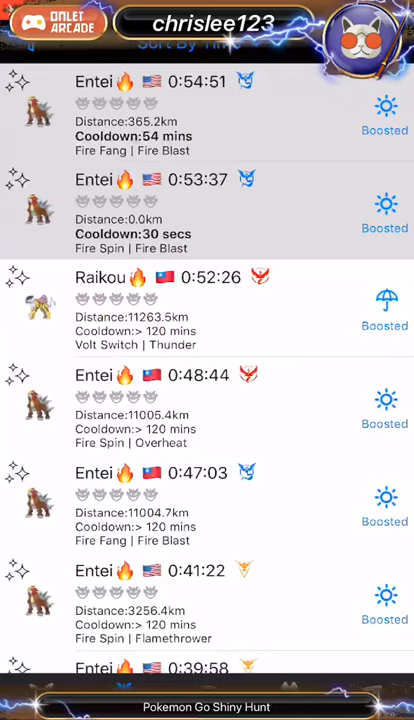 OMLET
ARCADE
chrislee123
Sort By Time
Entei🔥 🇺🇸 0:54:51
Distance:365.2km
Cooldown:54 mins
Fire Fang | Fire Blast
Boosted
Entei🔥 🇺🇸 0:53:37
Distance:0.0km
Cooldown:30 secs
Fire Spin | Fire Blast
Boosted
Raikou🔥 🇹🇼 0:52:26
Distance:11263.5km
Cooldown:> 120 mins
Volt Switch | Thunder
Boosted
Entei🔥 🇹🇼 0:48:44
Distance:11005.4km
Cooldown:> 120 mins
Fire Spin | Overheat
Boosted
Entei🔥 🇹🇼 0:47:03
Distance:11004.7km
Cooldown:> 120 mins
Fire Fang | Fire Blast
Boosted
Entei🔥 🇺🇸 0:41:22
Distance:3256.4km
Cooldown:> 120 mins
Fire Spin | Flamethrower
Boosted
Entei🔥 🇺🇸 0:39:58
Pokemon Go Shiny Hunt